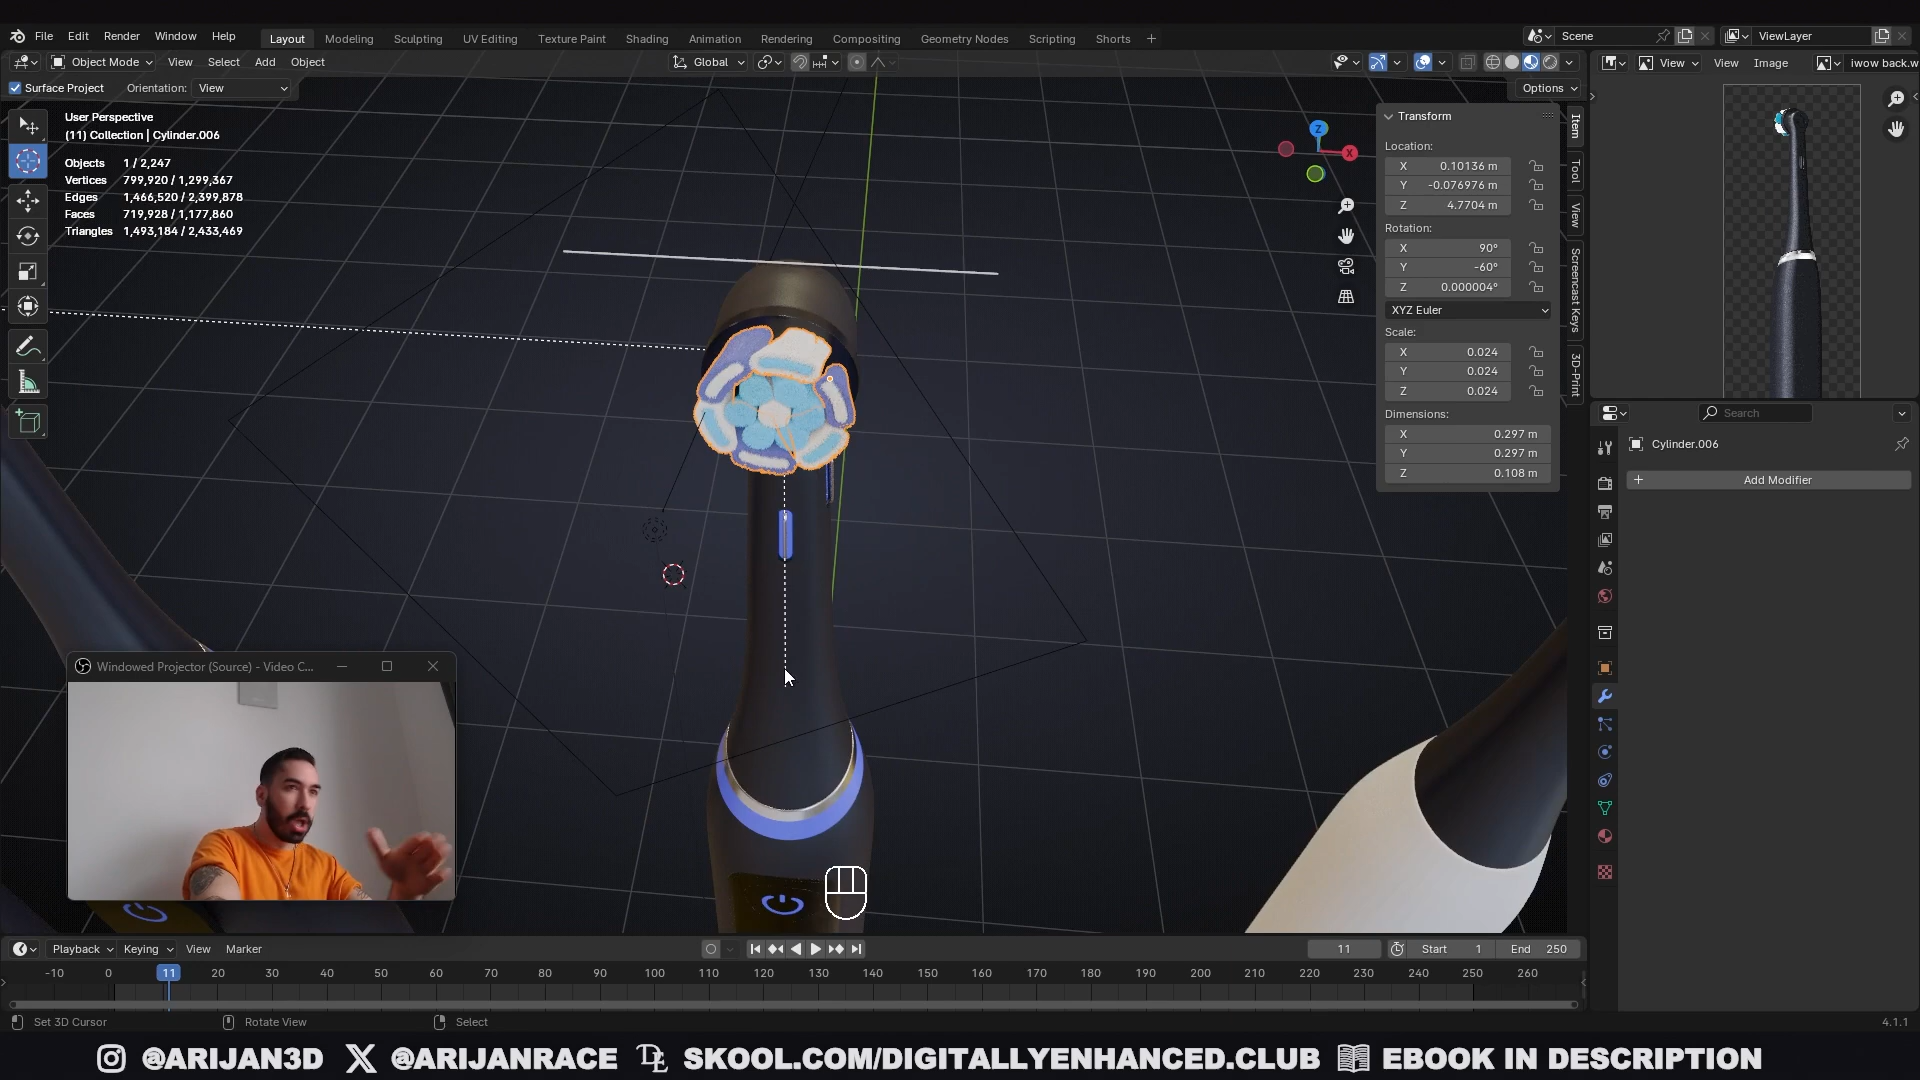 File Edit Render Window Help Layout Modeling Sculpting UV Editing Texture Paint Shading Animation Rendering Compositing Geometry Nodes Scripting Shorts Scene ViewLayer
Object Mode View Select Add Object Global View View Image iwow back.w
Surface Project Orientation: View Options
User Perspective
(11) Collection | Cylinder.006
Objects 1 / 2,247
Vertices 799,920 / 1,299,367
Edges 1,466,520 / 2,399,878
Faces 719,928 / 1,177,860
Triangles 1,493,184 / 2,433,469
Z
X
Transform
Location:
X 0.10136 m
Y -0.076976 m
Z 4.7704 m
Rotation:
X 90°
Y -60°
Z 0.000004°
XYZ Euler
Scale:
X 0.024
Y 0.024
Z 0.024
Dimensions:
X 0.297 m
Y 0.297 m
Z 0.108 m
Item
Tool
View
Screencast Keys
3D-Print
Search
Cylinder.006
Add Modifier
Windowed Projector (Source) - Video C...
Playback Keying View Marker 11 Start 1 End 250
-10 0 11 20 30 40 50 60 70 80 90 100 110 120 130 140 150 160 170 180 190 200 210 220 230 240 250 260
Set 3D Cursor Rotate View Select 4.1.1
@ARIJAN3D @ARIJANRACE SKOOL.COM/DIGITALLYENHANCED.CLUB EBOOK IN DESCRIPTION